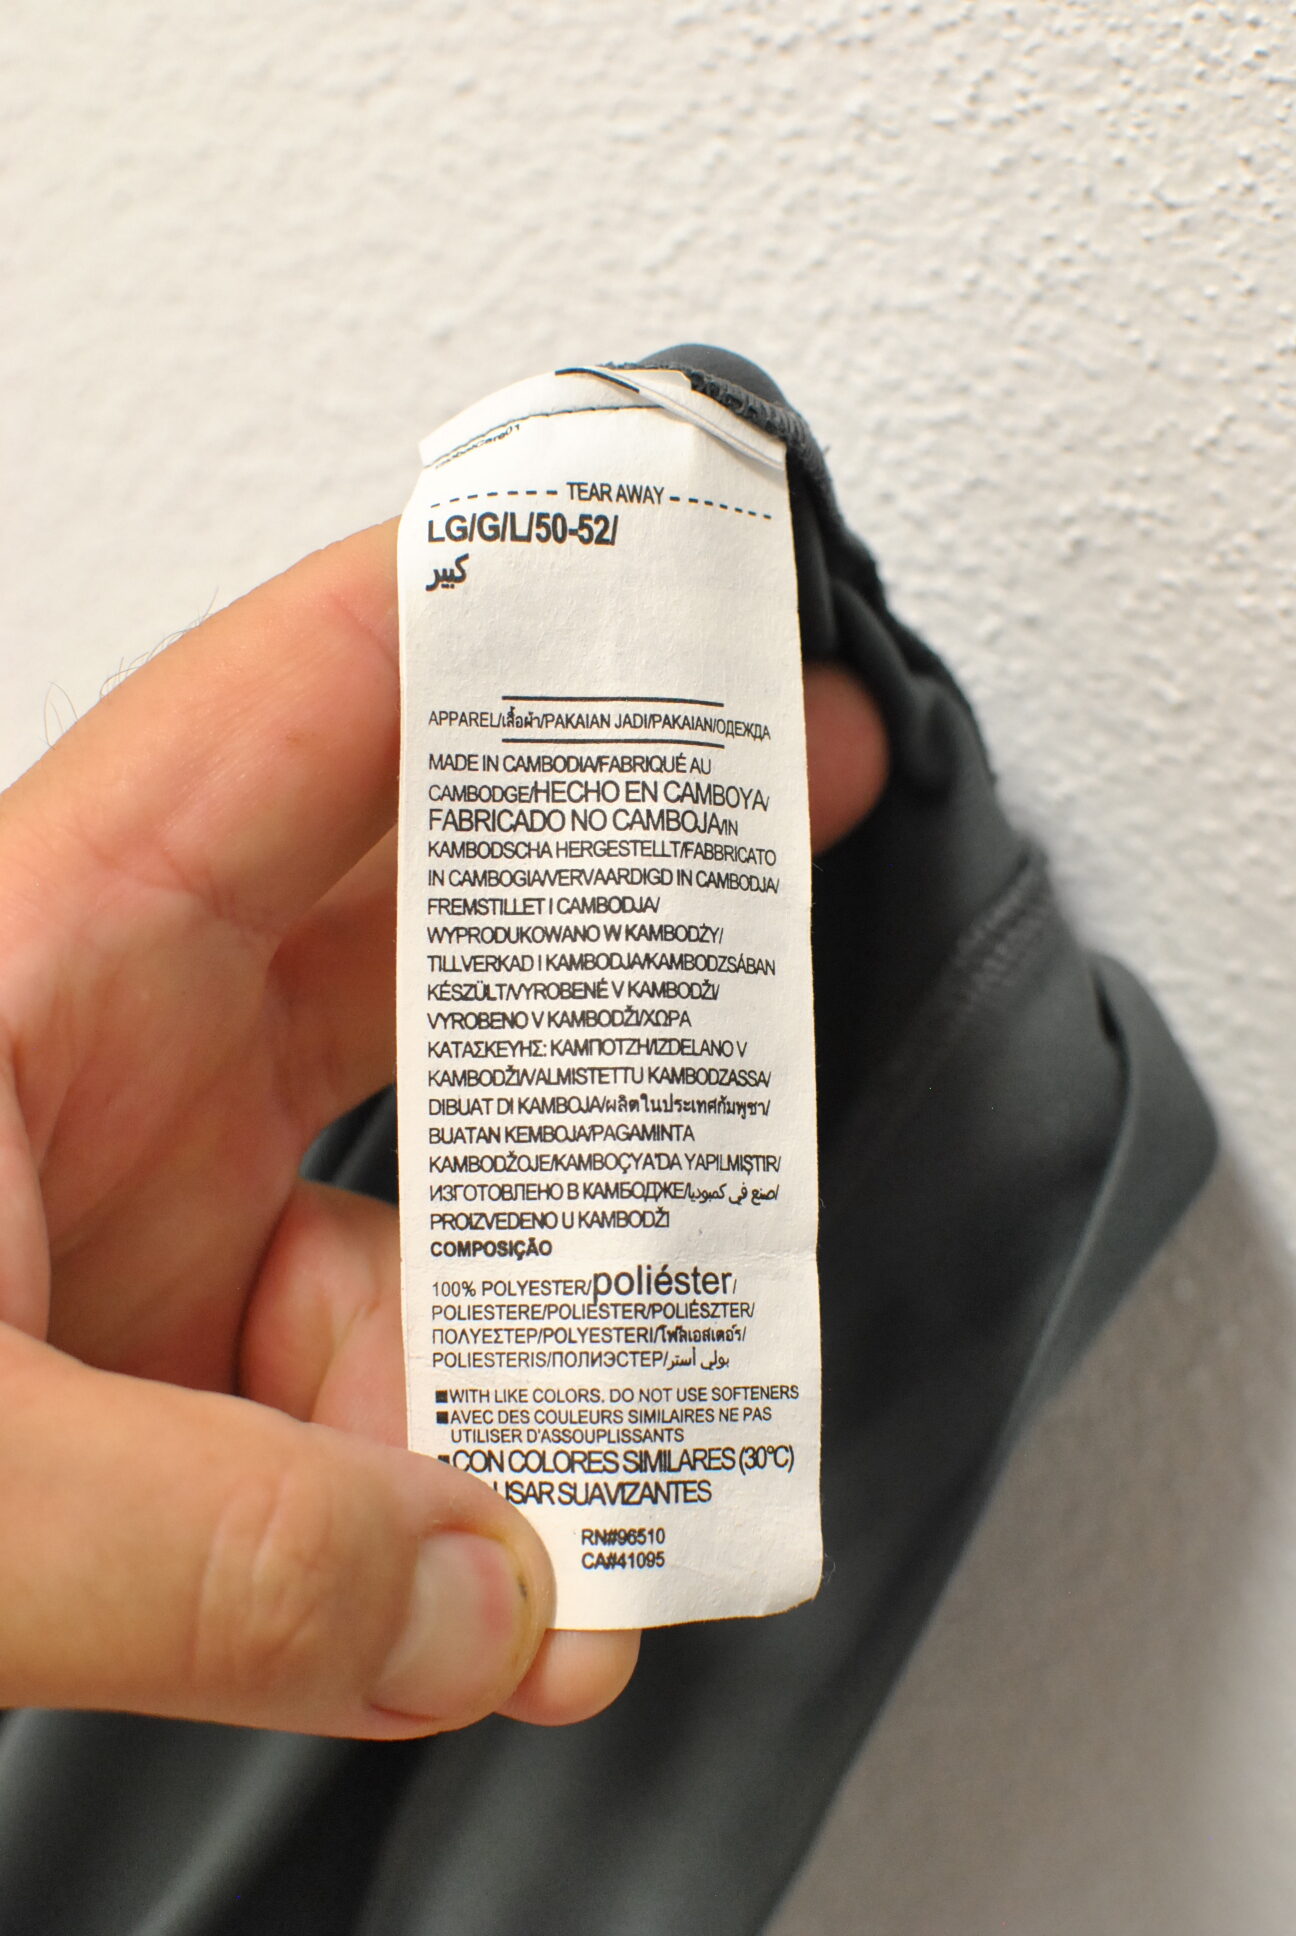 TEAR AWAY
LG/G/L/50-52/
كبير
APPAREL/เสื้อผ้า/PAKAIAN JADI/PAKAIAN/ОДЕЖДА
MADE IN CAMBODIA/FABRIQUÉ AU
CAMBODGE/HECHO EN CAMBOYA/
FABRICADO NO CAMBOJA/IN
KAMBODSCHA HERGESTELLT/FABBRICATO
IN CAMBOGIA/VERVAARDIGD IN CAMBODJA/
FREMSTILLET I CAMBODJA/
WYPRODUKOWANO W KAMBODŻY/
TILLVERKAD I KAMBODJA/KAMBODZSÁBAN
KÉSZÜLT/VYROBENÉ V KAMBODŽI/
VYROBENO V KAMBODŽI/ΧΩΡΑ
ΚΑΤΑΣΚΕΥΗΣ: ΚΑΜΠΟΤΖΗ/IZDELANO V
KAMBODŽI/VALMISTETTU KAMBODZASSA/
DIBUAT DI KAMBOJA/ผลิตในประเทศกัมพูชา/
BUATAN KEMBOJA/PAGAMINTA
KAMBODŽOJE/KAMBOÇYA'DA YAPILMIŞTIR/
ИЗГОТОВЛЕНО В КАМБОДЖЕ/صنع في كمبوديا/
PROIZVEDENO U KAMBODŽI
COMPOSIÇÃO
100% POLYESTER/poliéster/
POLIESTERE/POLIESTER/POLIÉSZTER/
ΠΟΛΥΕΣΤΕΡ/POLYESTERI/โพลีเอสเตอร์/
POLIESTERIS/ПОЛИЭСТЕР/بولي أستر
■WITH LIKE COLORS, DO NOT USE SOFTENERS
■AVEC DES COULEURS SIMILAIRES NE PAS
UTILISER D'ASSOUPLISSANTS
■CON COLORES SIMILARES (30°C)
USAR SUAVIZANTES
RN#96510
CA#41095